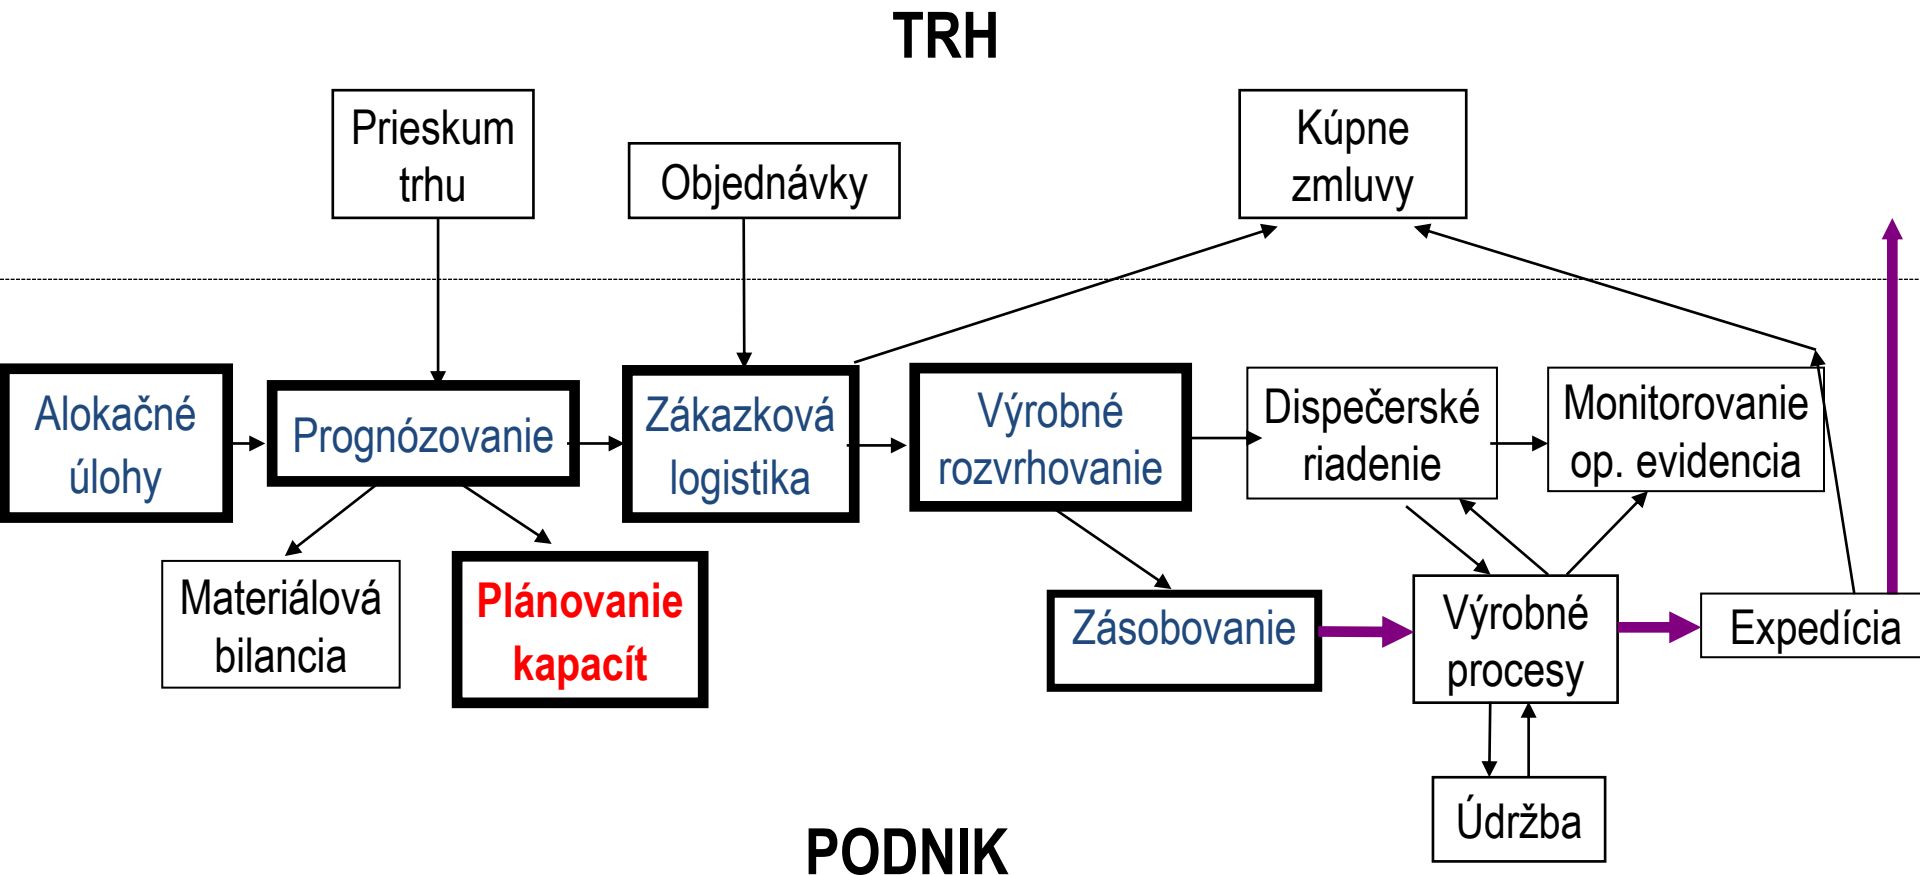 TRH
Prieskum
trhu
Objednávky
Kúpne
zmluvy
Alokačné
úlohy
Prognózovanie
Zákazková
logistika
Výrobné
rozvrhovanie
Dispečerské
riadenie
Monitorovanie
op. evidencia
Materiálová
bilancia
Plánovanie
kapacít
Zásobovanie
Výrobné
procesy
Expedícia
Údržba
PODNIK